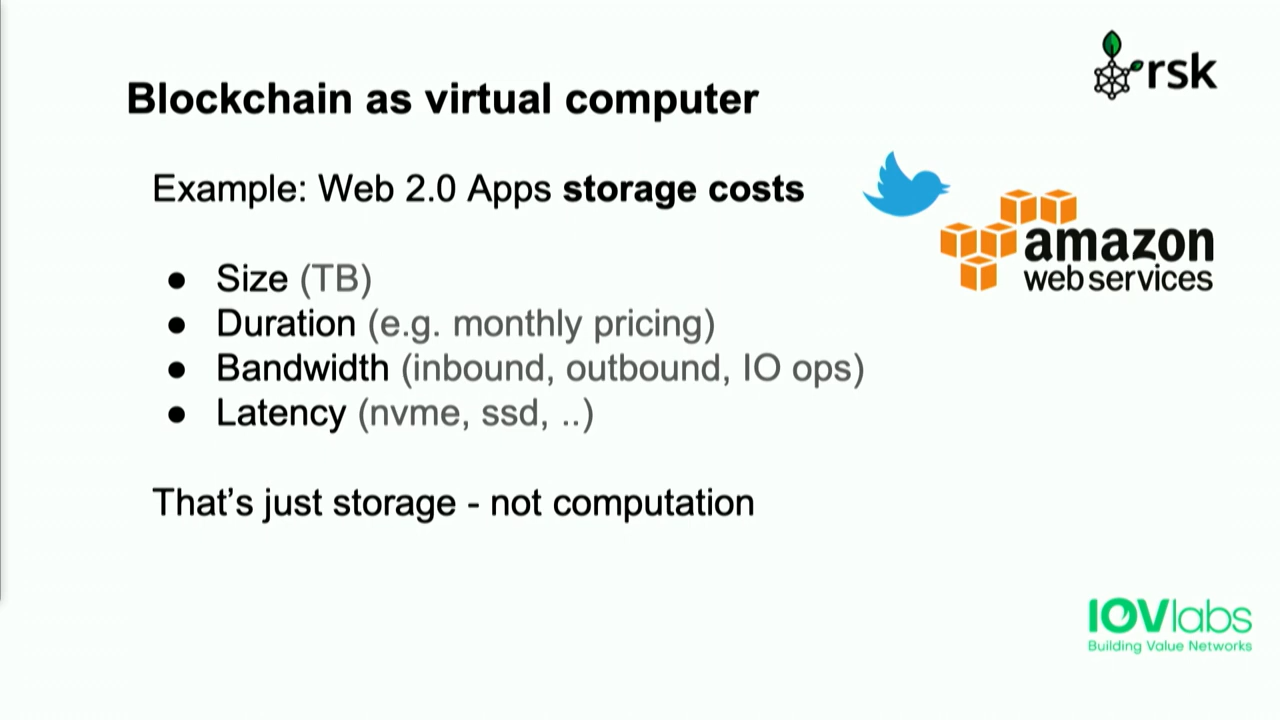 rsk
Blockchain as virtual computer
Example: Web 2.0 Apps storage costs
amazon
web services
● Size (TB)
● Duration (e.g. monthly pricing)
● Bandwidth (inbound, outbound, IO ops)
● Latency (nvme, ssd, ..)
That’s just storage - not computation
IOVlabs
Building Value Networks